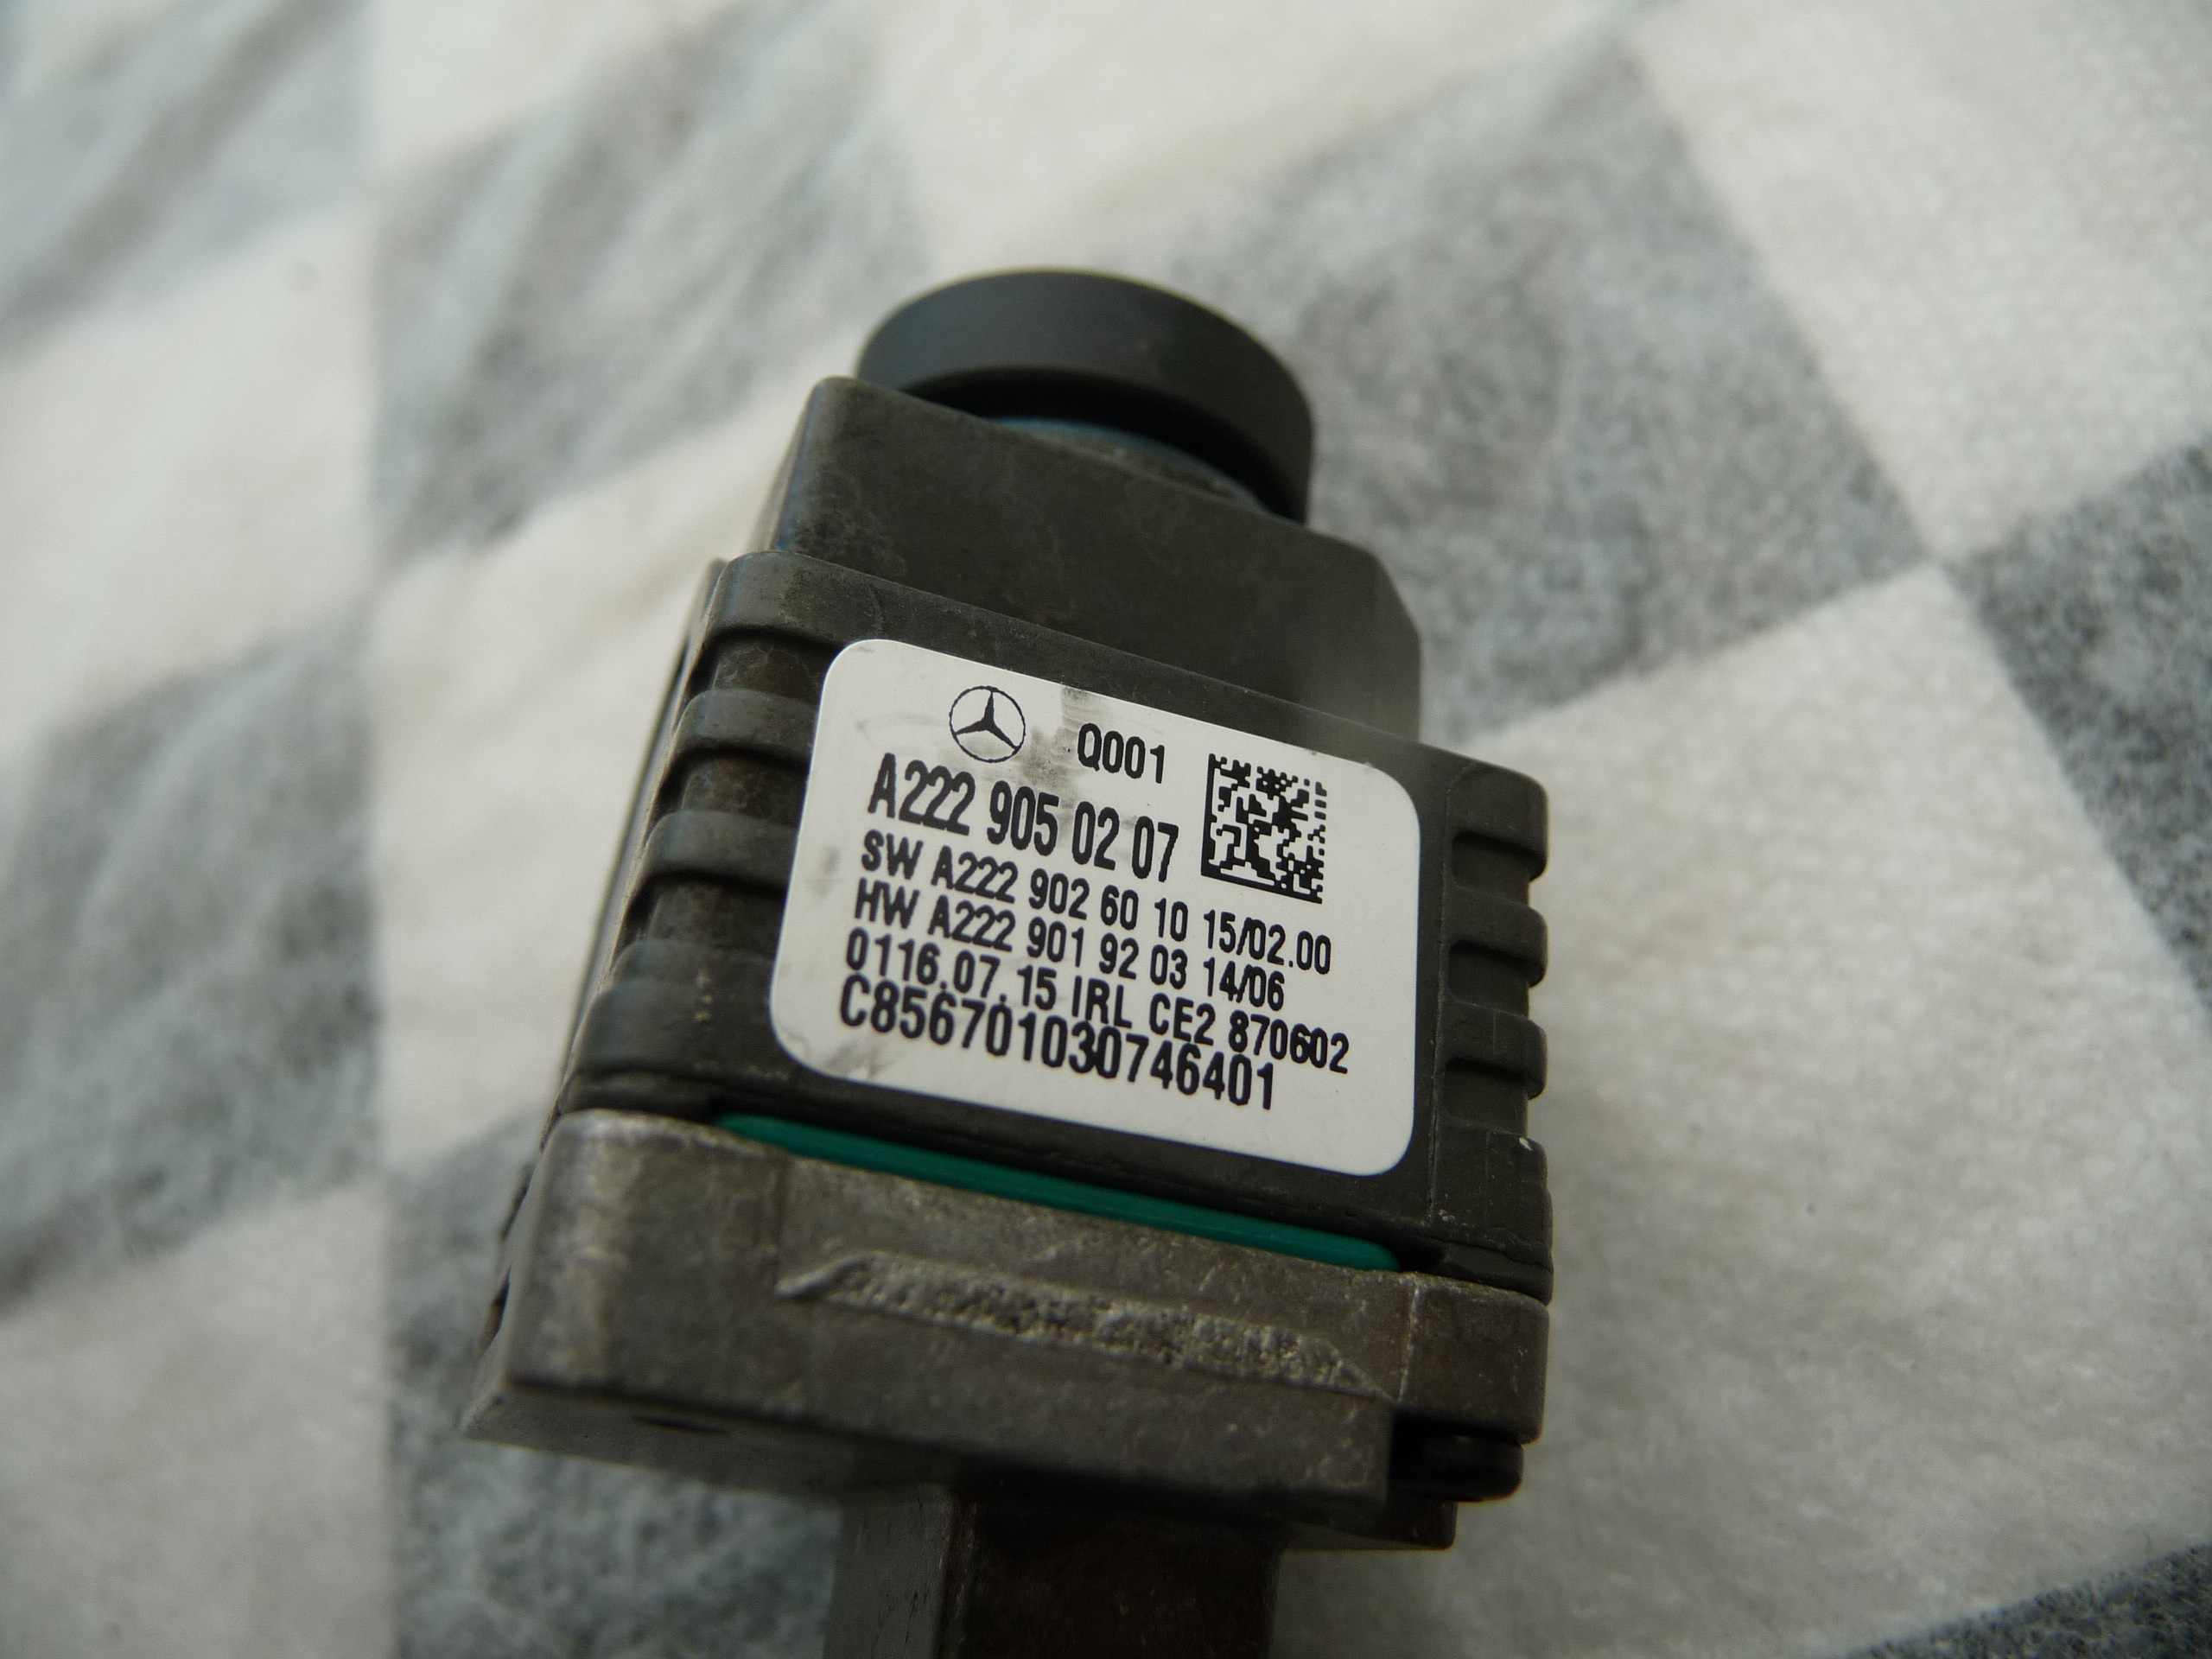 Q001
A222 905 02 07
SW A222 902 60 10 15/02.00
HW A222 901 92 03 14/06
0116.07.15 IRL CE2 870602
C856701030746401